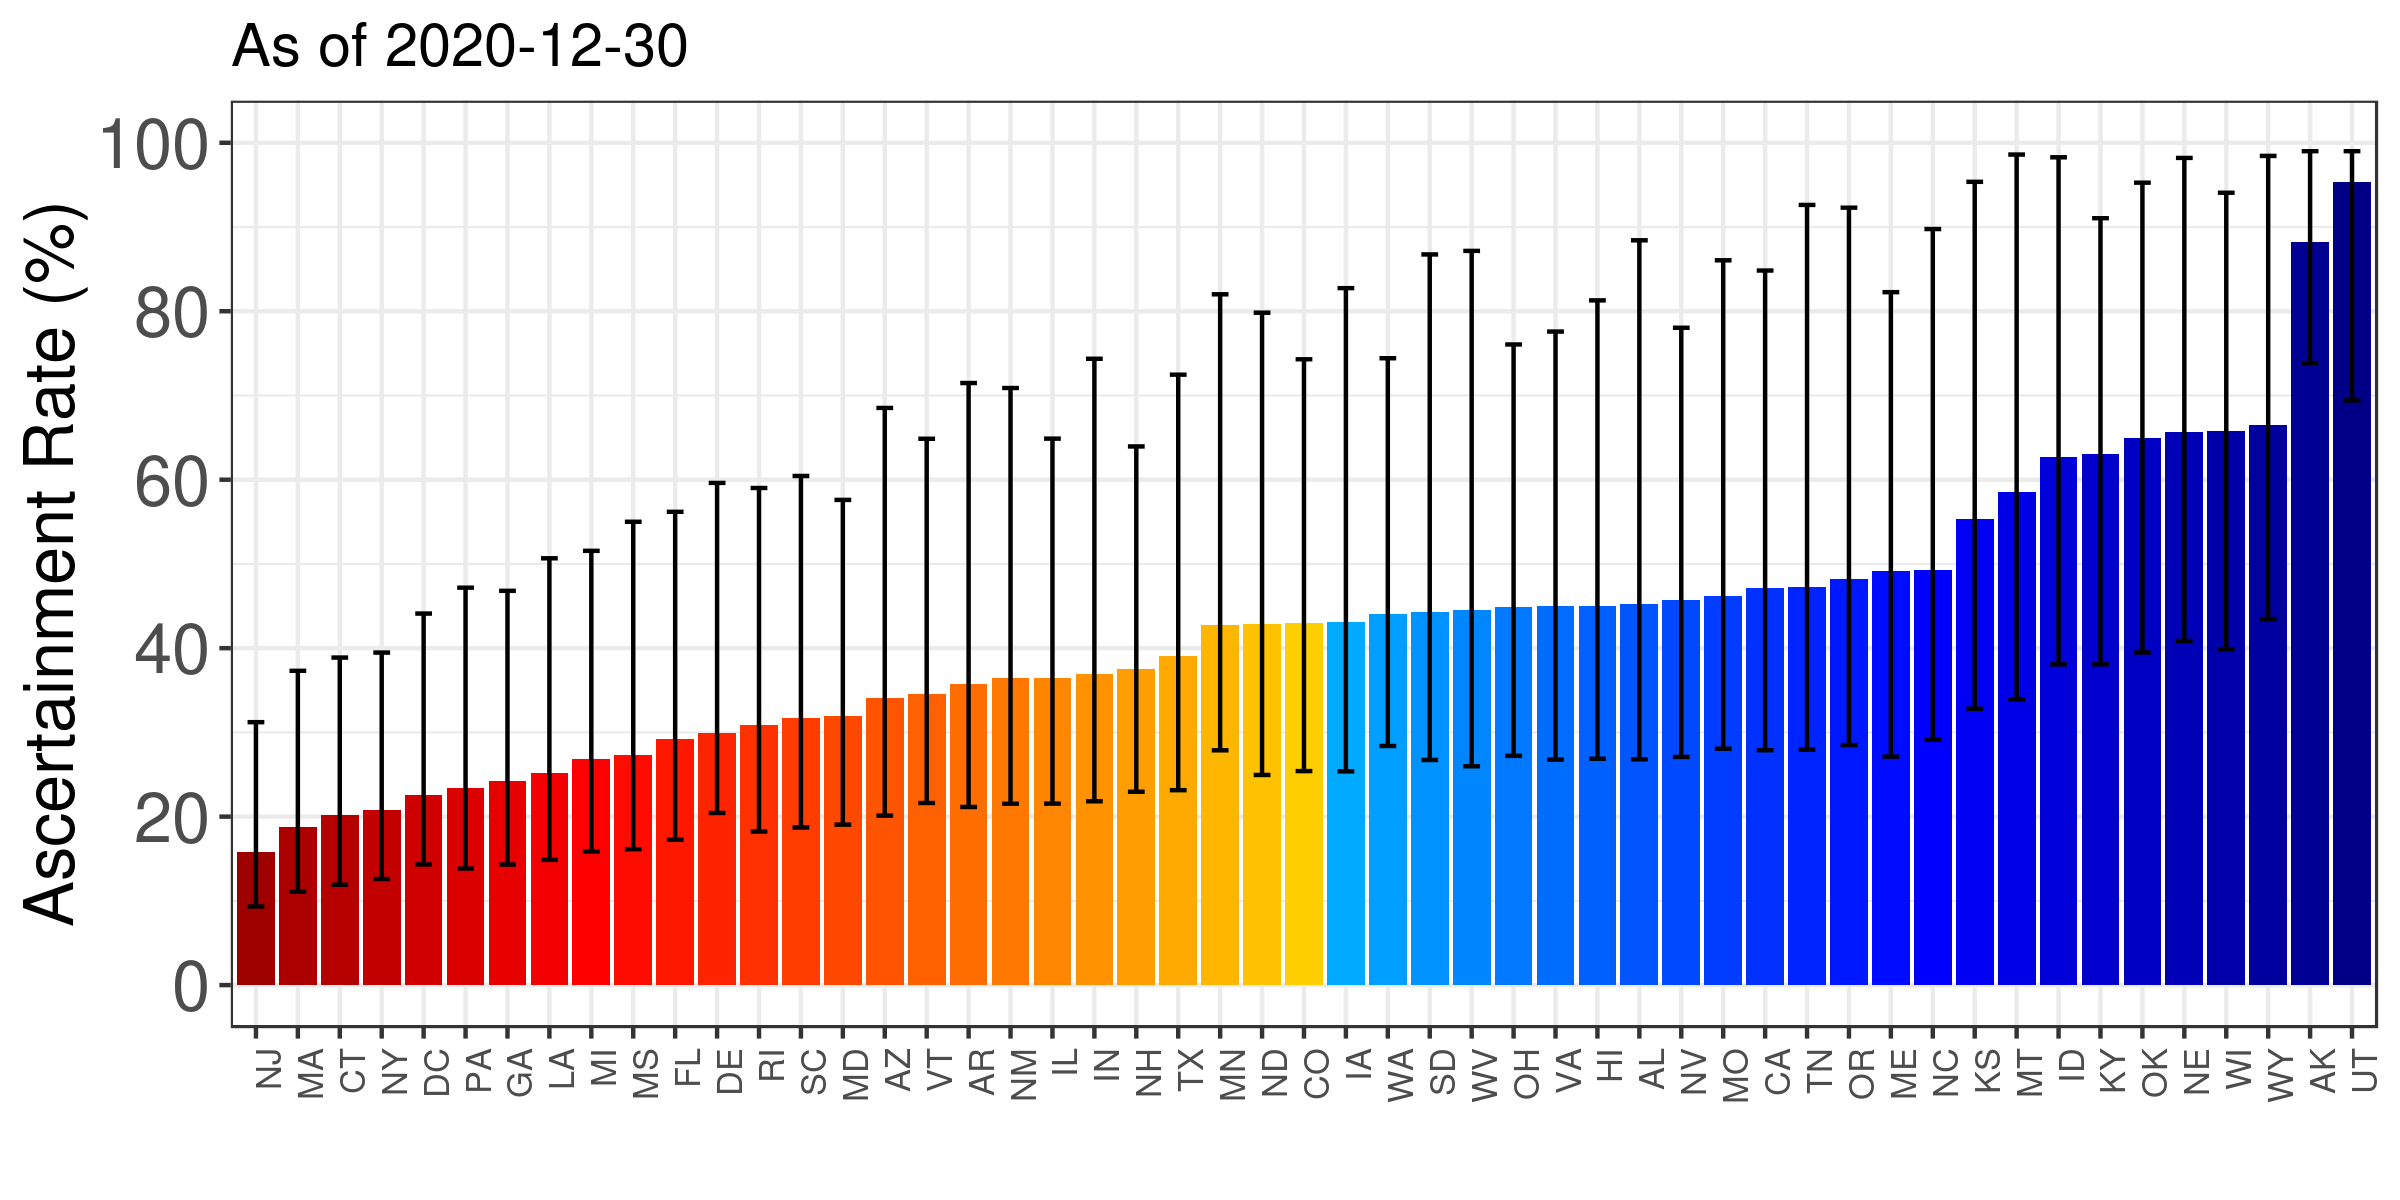 As of 2020-12-30
Ascertainment Rate (%)
100
80
60
40
20
0
NJ MA CT NY DC PA GA LA MI MS FL DE RI SC MD AZ VT AR NM IL IN NH TX MN ND CO IA WA SD WV OH VA HI AL NV MO CA TN OR ME NC KS MT ID KY OK NE WI WY AK UT